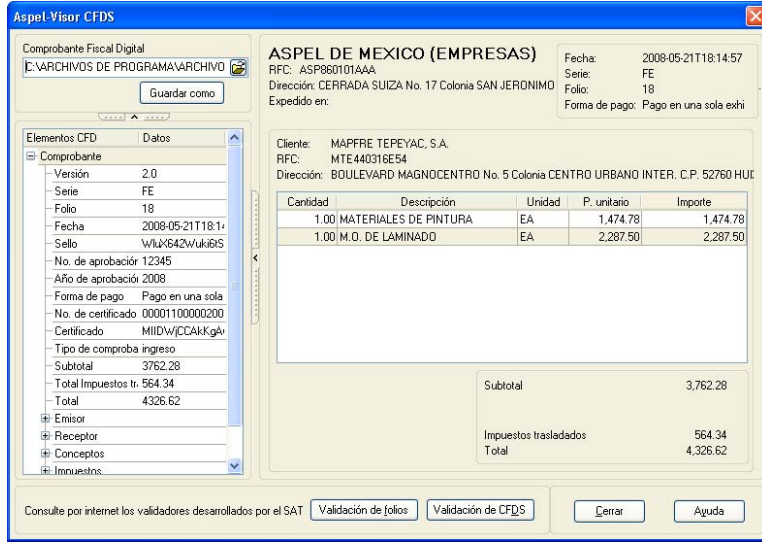 Aspel-Visor CFDS
Comprobante Fiscal Digital
C:\ARCHIVOS DE PROGRAMA\ARCHIVO
Guardar como
Elementos CFD Datos
Comprobante
Versión 2.0
Serie FE
Folio 18
Fecha 2008-05-21T18:1
Sello
No. de aprobación 12345
Año de aprobació 2008
Forma de pago Pago en una sola
No. de certificado 00001100000200
Certificado MIIDWjCCAkKgA
Tipo de comproba ingreso
Subtotal 3762.28
Total Impuestos tr 564.34
Total 4326.62
Emisor
Receptor
Conceptos
Impuestos
ASPEL DE MEXICO (EMPRESAS)
RFC: ASP860101AAA
Dirección: CERRADA SUIZA No. 17 Colonia SAN JERONIMO
Expedido en:
Fecha: 2008-05-21T18:14:57
Serie: FE
Folio: 18
Forma de pago: Pago en una sola exhi
Cliente: MAPFRE TEPEYAC, S.A.
RFC: MTE440316E54
Dirección: BOULEVARD MAGNOCENTRO No. 5 Colonia CENTRO URBANO INTER. C.P. 52760 HUI
Cantidad Descripción Unidad P. unitario Importe
1.00 MATERIALES DE PINTURA EA 1,474.78 1,474.78
1.00 M.O. DE LAMINADO EA 2,287.50 2,287.50
Subtotal 3,762.28
Impuestos trasladados 564.34
Total 4,326.62
Consulte por internet los validadores desarrollados por el SAT Validación de folios Validación de CFDS Cerrar Ayuda